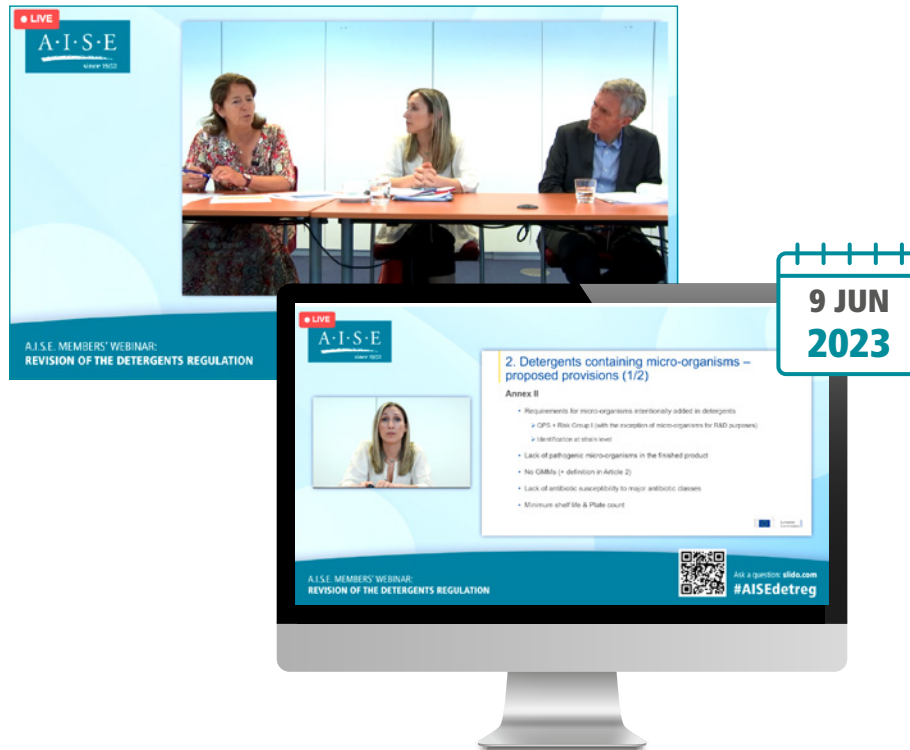 LIVE
A·I·S·E
since 1952
A.I.S.E. MEMBERS' WEBINAR:
REVISION OF THE DETERGENTS REGULATION
9 JUN
2023
LIVE
A·I·S·E
since 1952
2. Detergents containing micro-organisms –
proposed provisions (1/2)
Annex II
• Requirements for micro-organisms intentionally added in detergents
➢ QPS + Risk Group I (with the exception of micro-organisms for R&D purposes)
➢ Identification at strain level
• Lack of pathogenic micro-organisms in the finished product
• No GMMs (+ definition in Article 2)
• Lack of antibiotic susceptibility to major antibiotic classes
• Minimum shelf life & Plate count
European
Commission
A.I.S.E. MEMBERS' WEBINAR:
REVISION OF THE DETERGENTS REGULATION
Ask a question: slido.com
#AISEdetreg